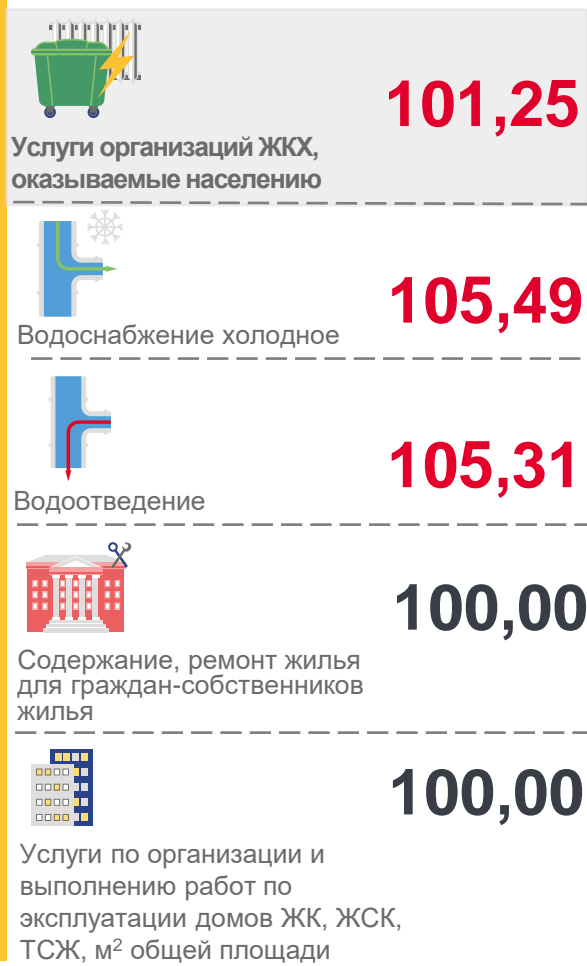 101,25
Услуги организаций ЖКХ,
оказываемые населению
105,49
Водоснабжение холодное
105,31
Водоотведение
100,00
Содержание, ремонт жилья
для граждан-собственников
жилья
100,00
Услуги по организации и
выполнению работ по
эксплуатации домов ЖК, ЖСК,
ТСЖ, м² общей площади